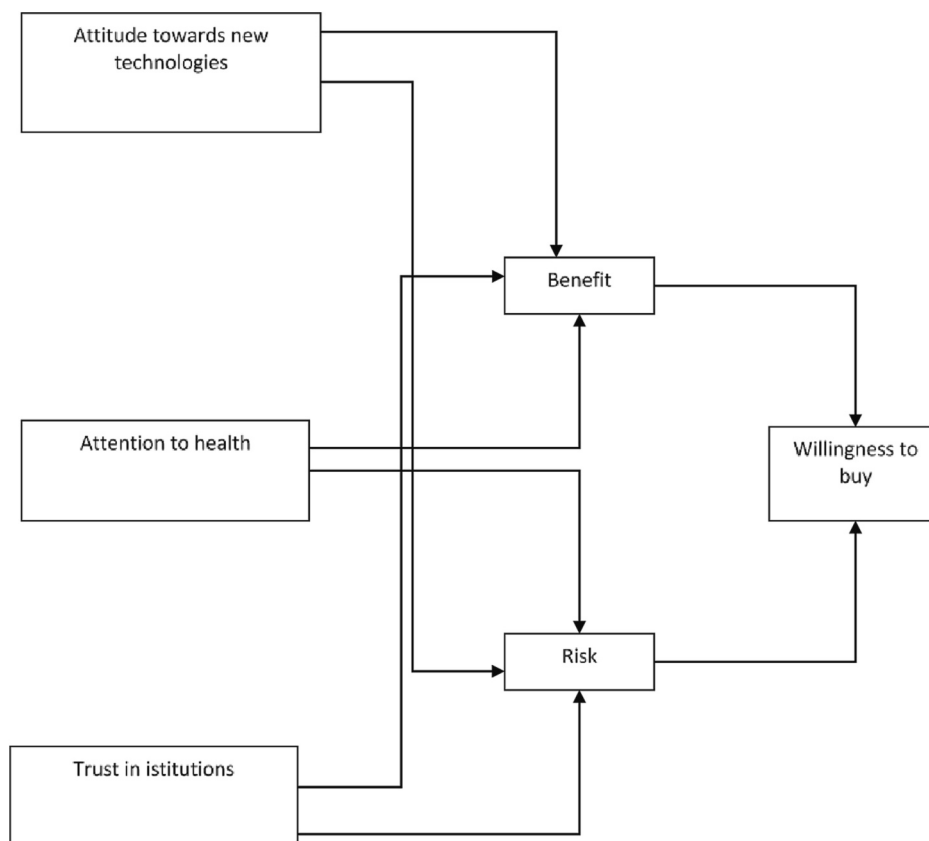 Attitude towards new
technologies
Benefit
Attention to health
Willingness to
buy
Risk
Trust in istitutions